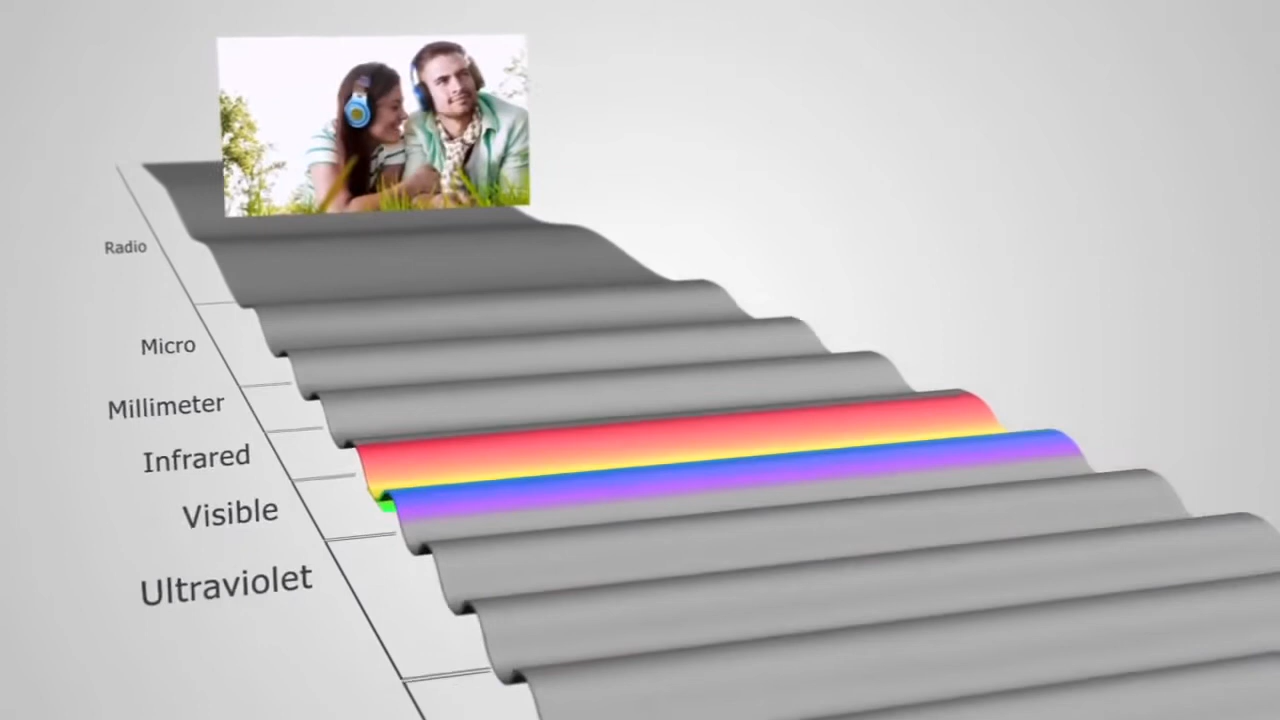 Radio
Micro
Millimeter
Infrared
Visible
Ultraviolet